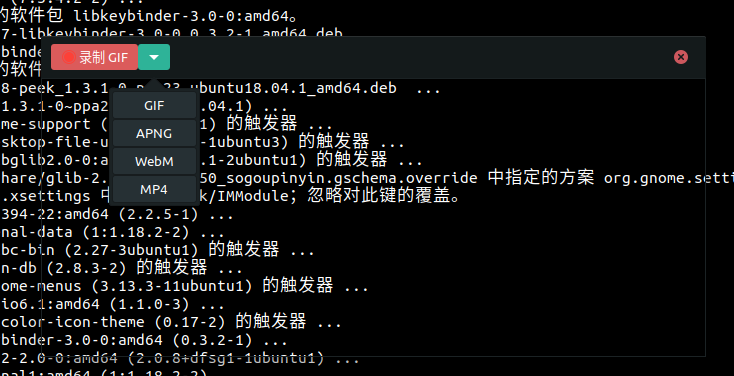 的软件包 libkeybinder-3.0-0:amd64。
7-libkeybinder-3.0-0_0.3.2-1_amd64.deb
binde
录制 GIF
的软件
8-peek_1.3.1-0 ubuntu18.04.1_amd64.deb ...
1.3.1-0~ppa2 .04.1) ...
GIF
me-support ( 1) 的触发器 ...
APNG
sktop-file-u -1ubuntu3) 的触发器 ...
WebM
bglib2.0-0:a .1-2ubuntu1) 的触发器 ...
hare/glib-2. 50_sogoupinyin.gschema.override 中指定的方案 org.gnome.setti
MP4
.xsettings 中 k/IMModule；忽略对此键的覆盖。
394-22:amd64 (2.2.5-1) ...
nal-data (1:1.18.2-2) ...
bc-bin (2.27-3ubuntu1) 的触发器 ...
n-db (2.8.3-2) 的触发器 ...
ome-menus (3.13.3-11ubuntu1) 的触发器 ...
io6.1:amd64 (1.1.0-3) ...
color-icon-theme (0.17-2) 的触发器 ...
binder-3.0-0:amd64 (0.3.2-1) ...
2-2.0-0:amd64 (2.0.8+dfsg1-1ubuntu1) ...
nal1:amd64 (1:1.18.2-2)